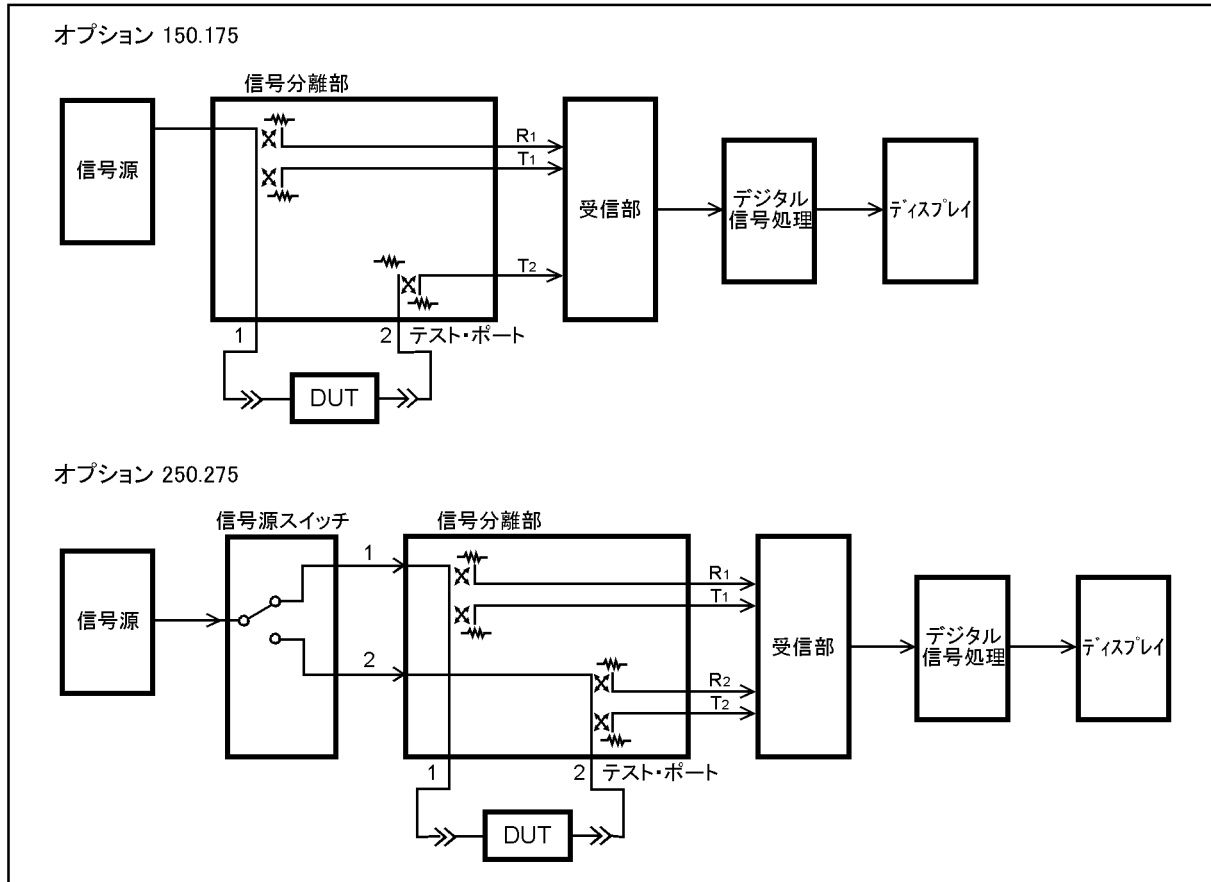 オプション 150.175
信号分離部
信号源
R1
T1
T2
受信部
デジタル
信号処理
ディスプレイ
1
2 テスト・ポート
DUT
オプション 250.275
信号源スイッチ
信号分離部
信号源
1
2
R1
T1
R2
T2
受信部
デジタル
信号処理
ディスプレイ
1
2 テスト・ポート
DUT